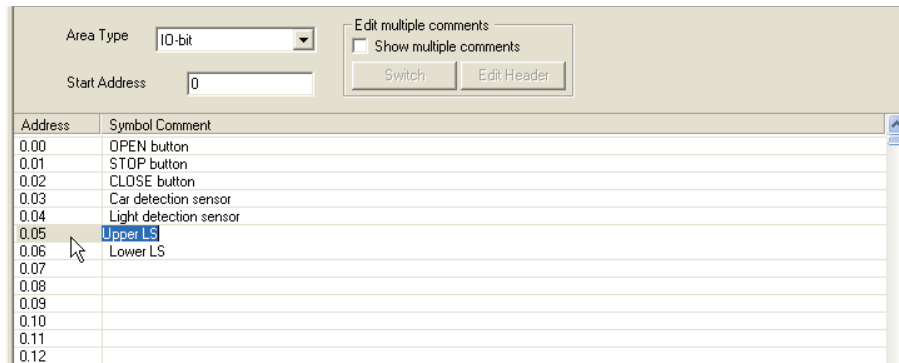 Area Type IO-bit
Edit multiple comments
Show multiple comments
Switch Edit Header
Start Address 0
Address Symbol Comment
0.00 OPEN button
0.01 STOP button
0.02 CLOSE button
0.03 Car detection sensor
0.04 Light detection sensor
0.05 Upper LS
0.06 Lower LS
0.07
0.08
0.09
0.10
0.11
0.12